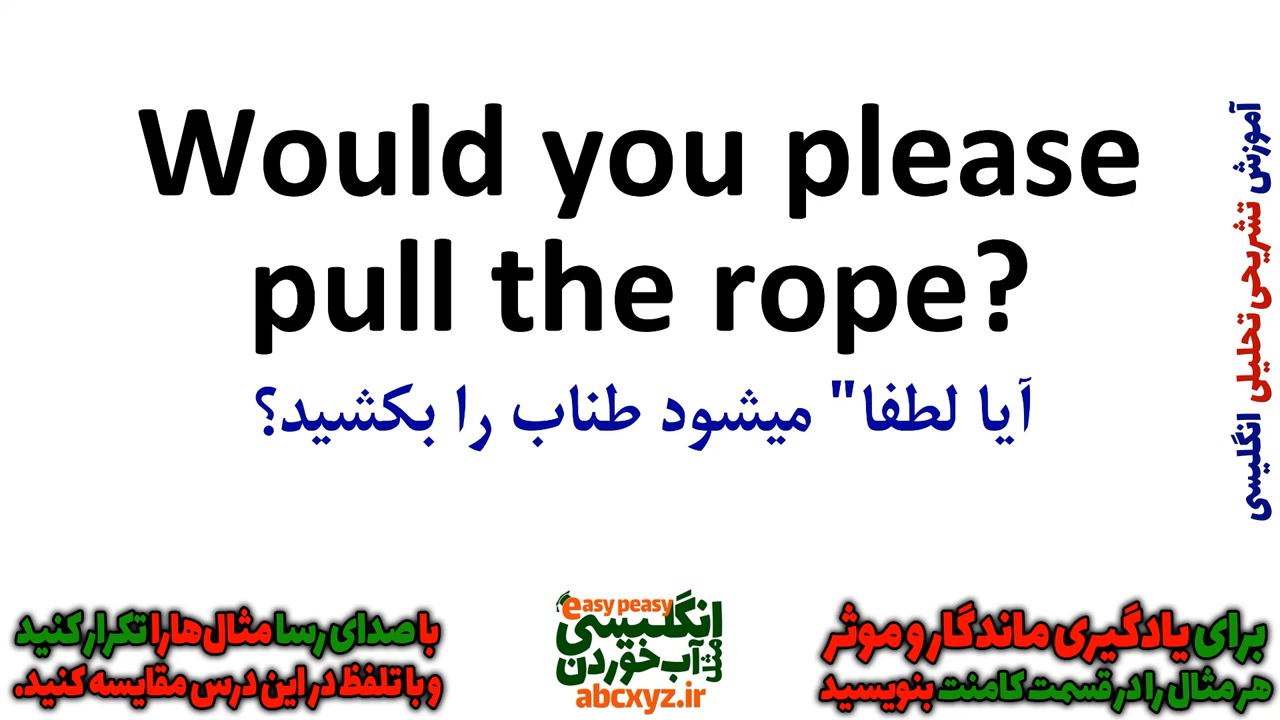 Would you please
pull the rope?
آیا لطفا" میشود طناب را بکشید؟
آموزش تشریحی تحلیلی انگلیسی
برای یادگیری ماندگار و موثر
هر مثال را در قسمت کامنت بنویسید
easy peasy
انگلیسی
مثل
آب خوردن
abcxyz.ir
با صدای رسا مثال ها را تکرار کنید
و با تلفظ در این درس مقایسه کنید.